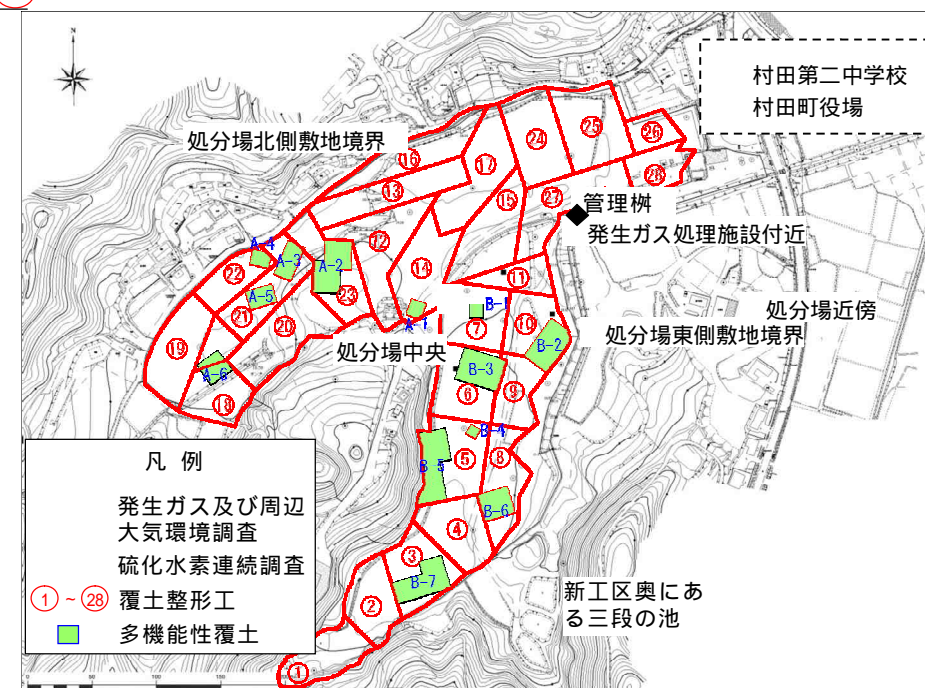 N
村田第二中学校
村田町役場
処分場北側敷地境界
㉕
㉔
㉖
⑯
⑰
㉘
⑬
⑮
㉗
管理桝
発生ガス処理施設付近
⑫
A-4
A-3
A-2
㉒
⑭
⑪
A-5
㉓
㉑
⑳
A-1
B-1
⑦
⑩
処分場近傍
処分場東側敷地境界
B-2
処分場中央
⑲
A-6
B-3
⑥
⑨
⑱
B-4
⑤
⑧
B-5
B-6
④
③
B-7
②
①
新工区奥にあ
る三段の池
凡 例
発生ガス及び周辺
大気環境調査
硫化水素連続調査
① ~ ㉘ 覆土整形工
多機能性覆土
0 50 100